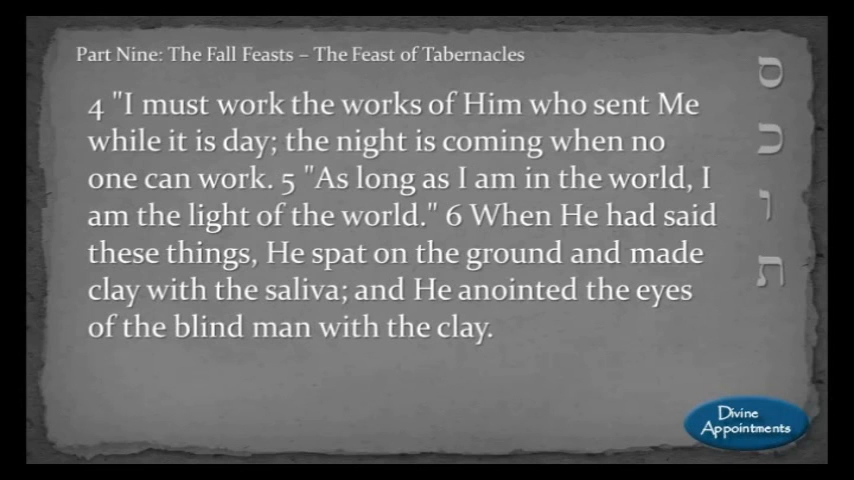 Part Nine: The Fall Feasts – The Feast of Tabernacles
4 "I must work the works of Him who sent Me
while it is day; the night is coming when no
one can work. 5 "As long as I am in the world, I
am the light of the world." 6 When He had said
these things, He spat on the ground and made
clay with the saliva; and He anointed the eyes
of the blind man with the clay.
ס
י
ת
Divine
Appointments